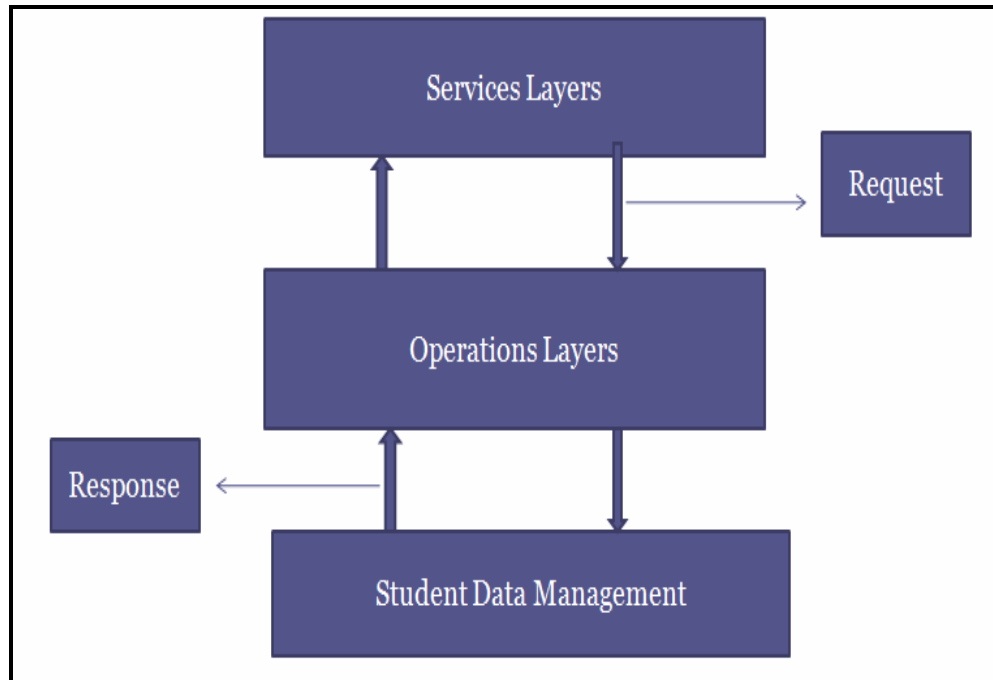 Services Layers
Request
Operations Layers
Response
Student Data Management